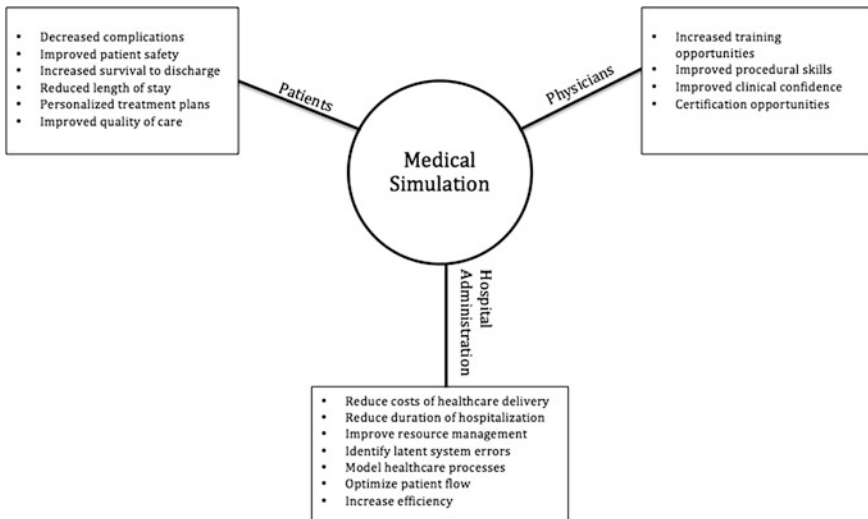 • Decreased complications
• Improved patient safety
• Increased survival to discharge
• Reduced length of stay
• Personalized treatment plans
• Improved quality of care
Patients
Physicians
• Increased training
opportunities
• Improved procedural skills
• Improved clinical confidence
• Certification opportunities
Medical
Simulation
Hospital
Administration
• Reduce costs of healthcare delivery
• Reduce duration of hospitalization
• Improve resource management
• Identify latent system errors
• Model healthcare processes
• Optimize patient flow
• Increase efficiency